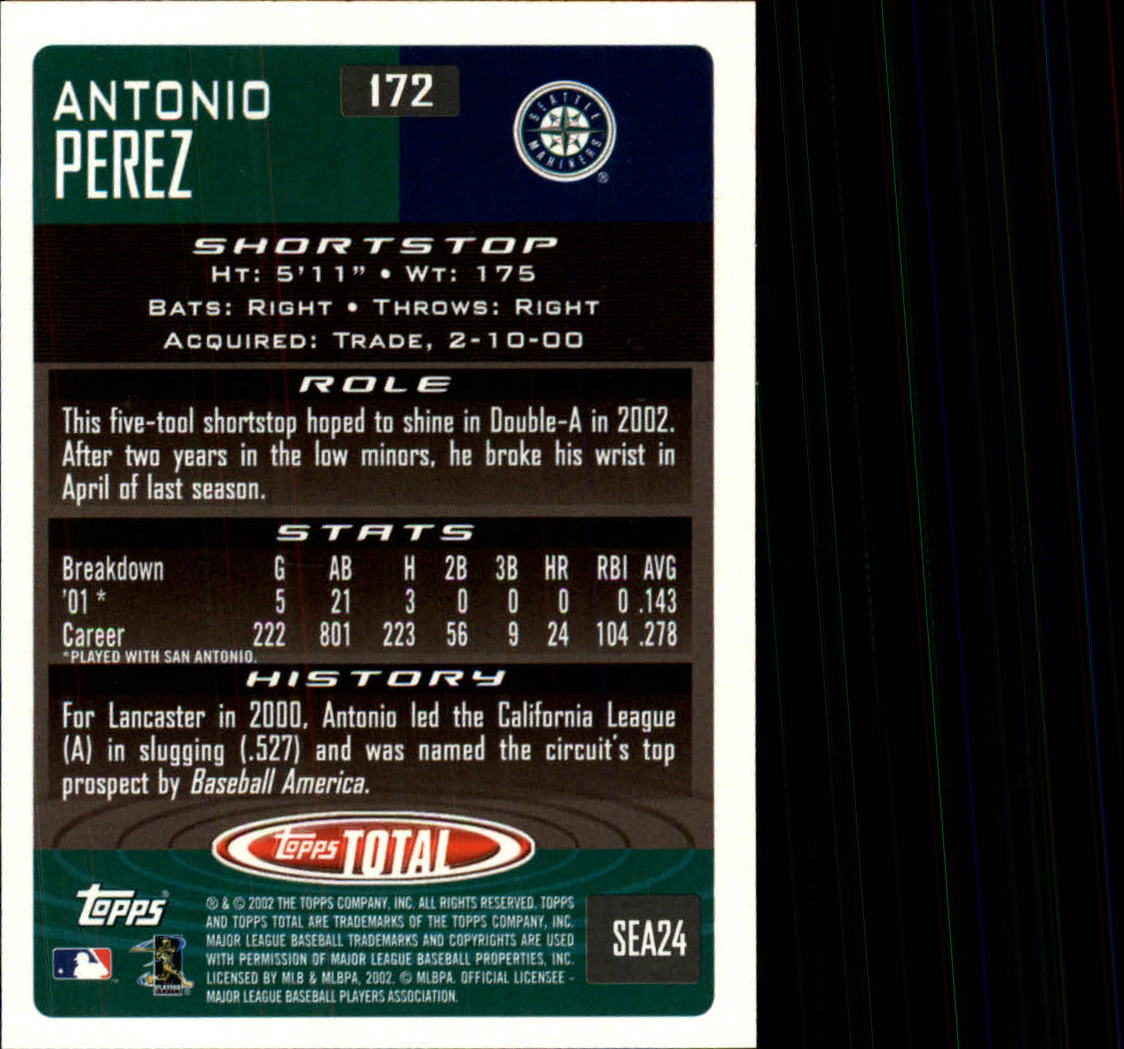 ANTONIO
PEREZ
172
SEATTLE
MARINERS
®
SHORTSTOP
HT: 5'11" • WT: 175
BATS: RIGHT • THROWS: RIGHT
ACQUIRED: TRADE, 2-10-00
ROLE
This five-tool shortstop hoped to shine in Double-A in 2002.
After two years in the low minors, he broke his wrist in
April of last season.
STATS
Breakdown G AB H 2B 3B HR RBI AVG
'01 * 5 21 3 0 0 0 0 .143
Career 222 801 223 56 9 24 104 .278
*PLAYED WITH SAN ANTONIO.
HISTORY
For Lancaster in 2000, Antonio led the California League
(A) in slugging (.527) and was named the circuit's top
prospect by Baseball America.
Topps TOTAL
Topps®
® & © 2002 THE TOPPS COMPANY, INC. ALL RIGHTS RESERVED. TOPPS
AND TOPPS TOTAL ARE TRADEMARKS OF THE TOPPS COMPANY, INC.
MAJOR LEAGUE BASEBALL TRADEMARKS AND COPYRIGHTS ARE USED
WITH PERMISSION OF MAJOR LEAGUE BASEBALL PROPERTIES, INC.
LICENSED BY MLB & MLBPA, 2002. © MLBPA. OFFICIAL LICENSEE -
MAJOR LEAGUE BASEBALL PLAYERS ASSOCIATION.
SEA24